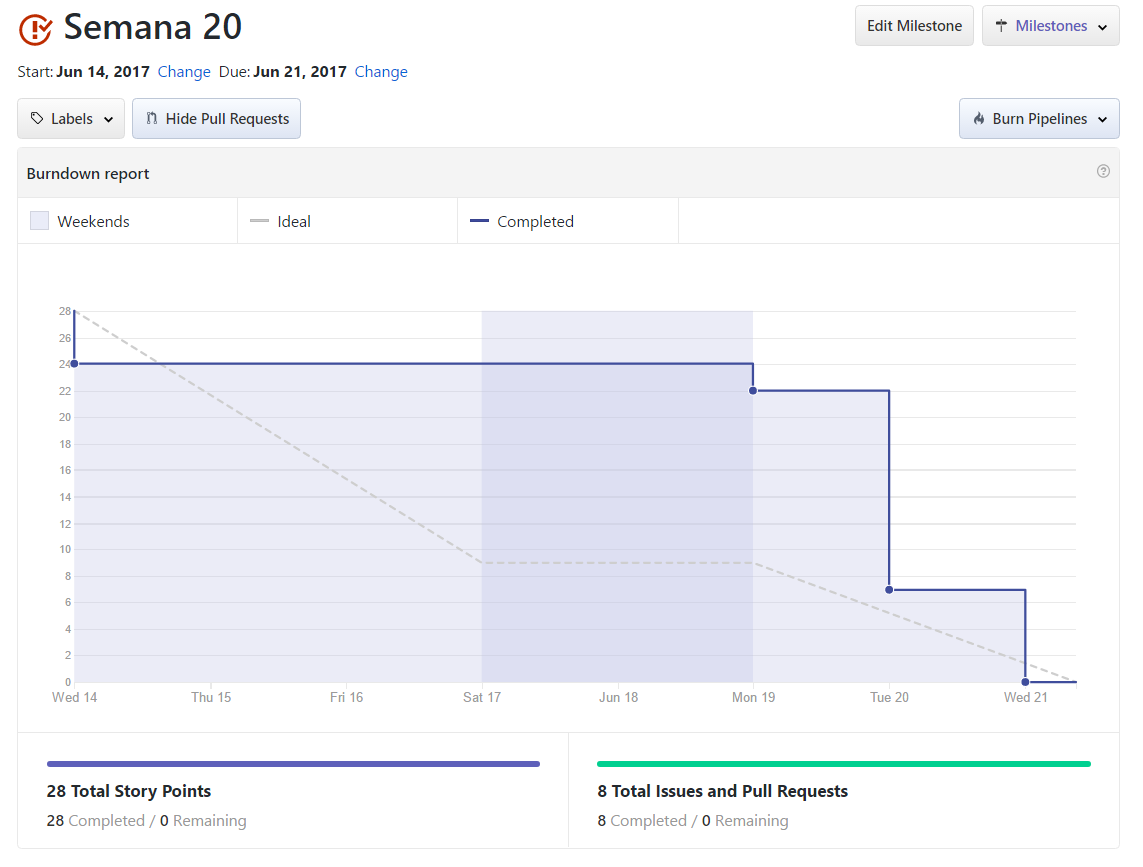 Semana 20
Edit Milestone
Milestones
Start: Jun 14, 2017 Change Due: Jun 21, 2017 Change
Labels
Hide Pull Requests
Burn Pipelines
Burndown report
?
Weekends
Ideal
Completed
28
26
24
22
20
18
16
14
12
10
8
6
4
2
0
Wed 14
Thu 15
Fri 16
Sat 17
Jun 18
Mon 19
Tue 20
Wed 21
28 Total Story Points
28 Completed / 0 Remaining
8 Total Issues and Pull Requests
8 Completed / 0 Remaining